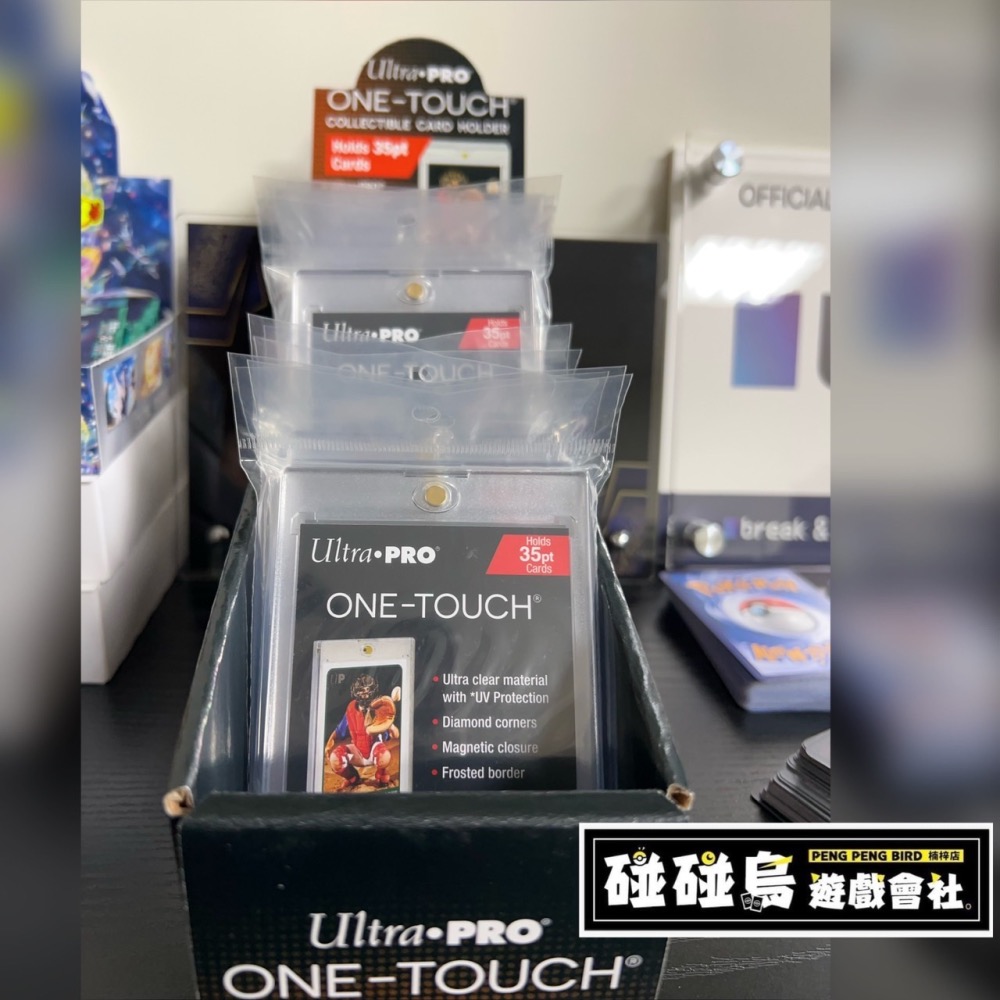 Ultra•PRO
ONE-TOUCH®
COLLECTIBLE CARD HOLDER
Holds 35pt
Cards
Ultra•PRO®
Holds
35pt
Cards
ONE-TOUCH
Ultra•PRO®
Holds
35pt
Cards
ONE-TOUCH®
UP
• Ultra clear material
with *UV Protection
• Diamond corners
• Magnetic closure
• Frosted border
Ultra•PRO®
ONE-TOUCH®
OFFICIAL
break &
碰碰鳥
PENG PENG BIRD 楠梓店
遊戲會社